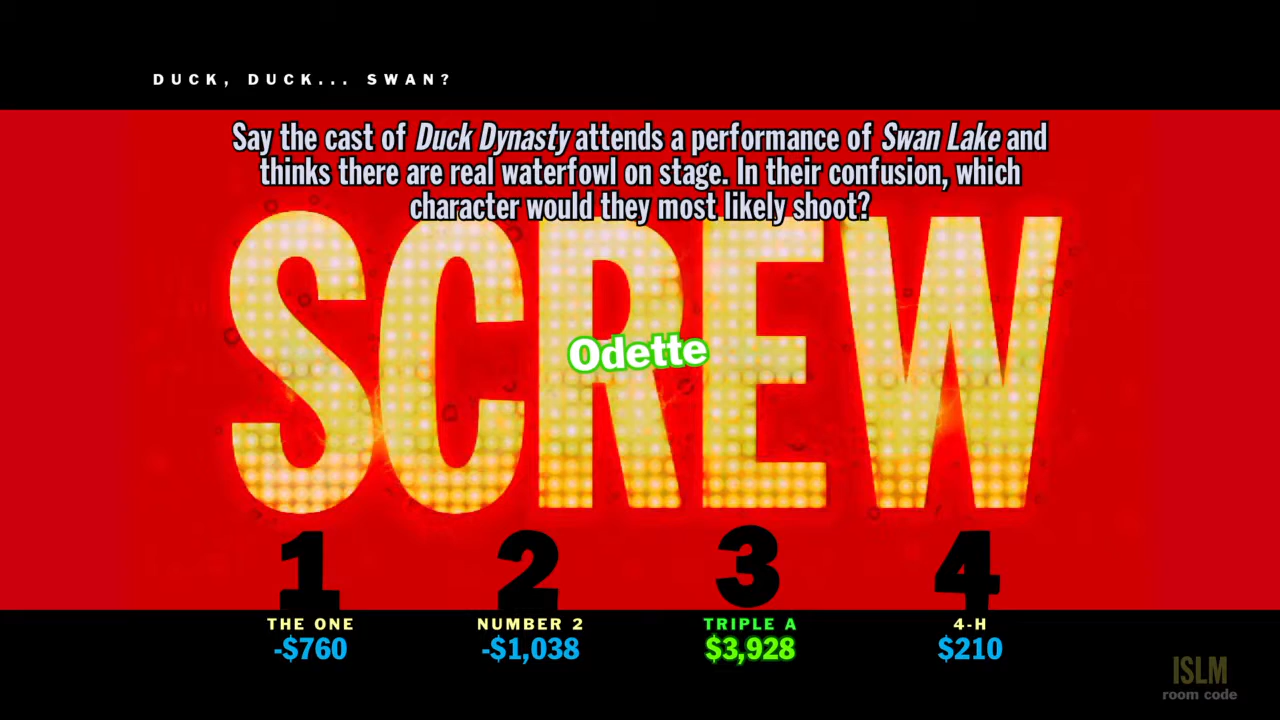 DUCK, DUCK... SWAN?
Say the cast of Duck Dynasty attends a performance of Swan Lake and
thinks there are real waterfowl on stage. In their confusion, which
character would they most likely shoot?
SCREW
Odette
1 2 3 4
THE ONE NUMBER 2 TRIPLE A 4-H
-$760 -$1,038 $3,928 $210
ISLM
room code